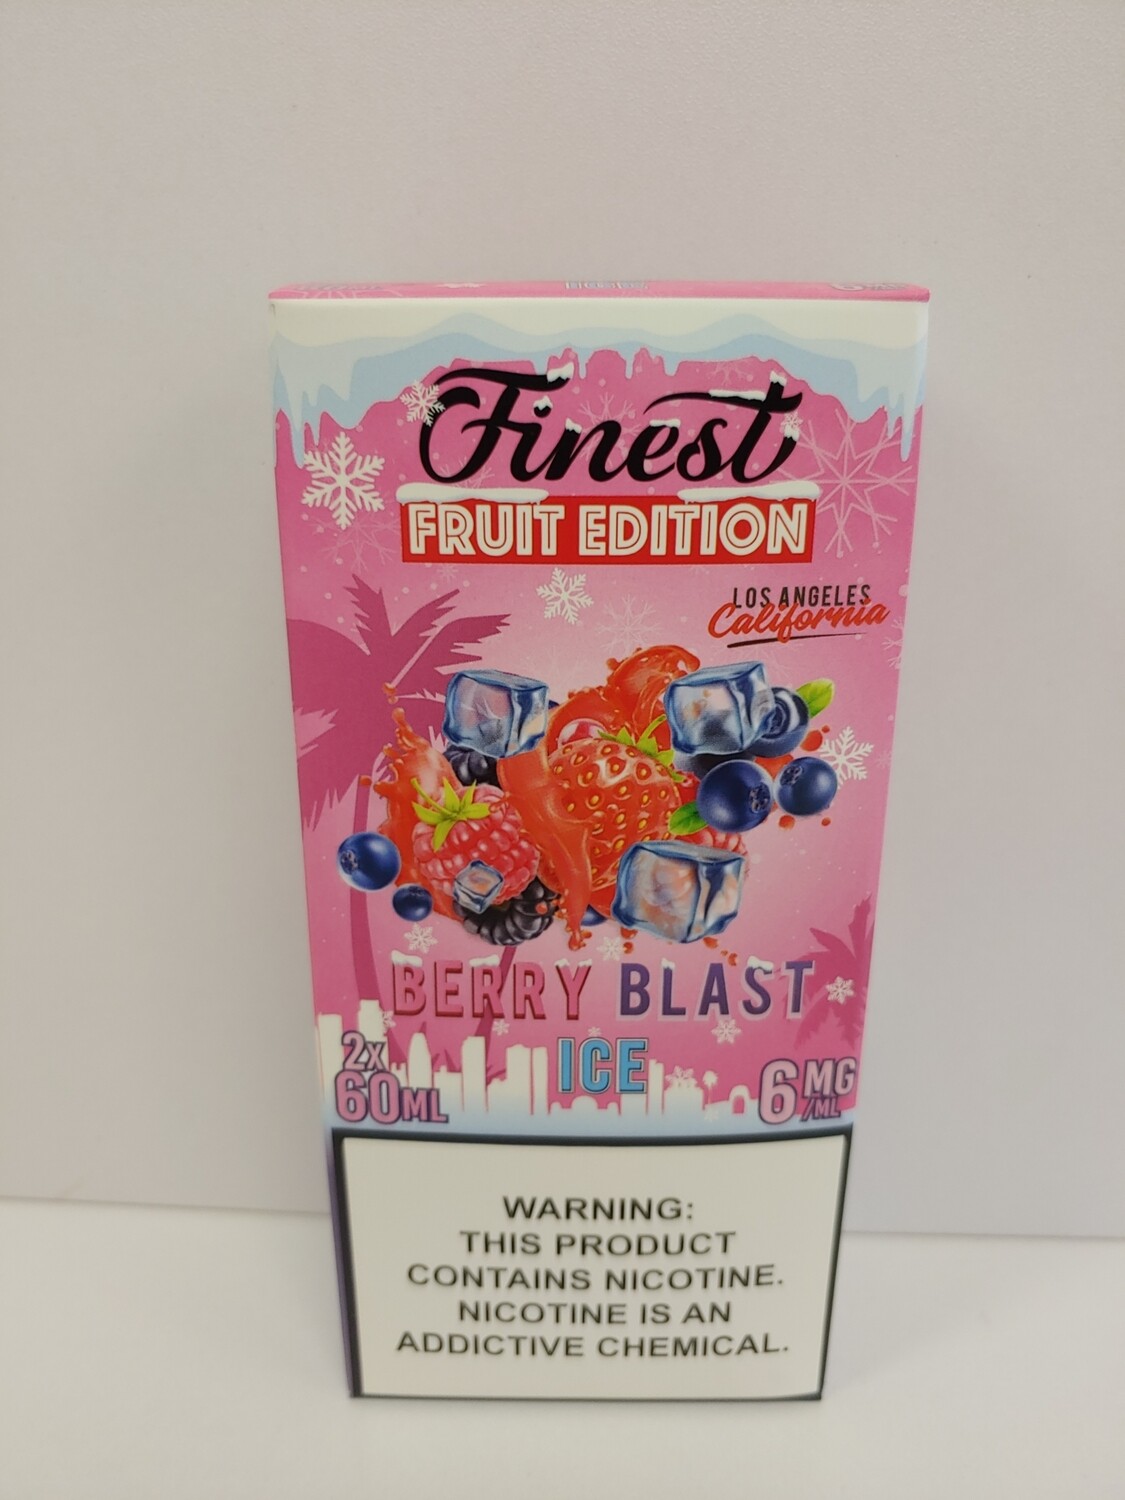 ICE
Finest
FRUIT EDITION
LOS ANGELES
California
BERRY BLAST
ICE
2x
60ML
6MG
/ML
WARNING:
THIS PRODUCT
CONTAINS NICOTINE.
NICOTINE IS AN
ADDICTIVE CHEMICAL.